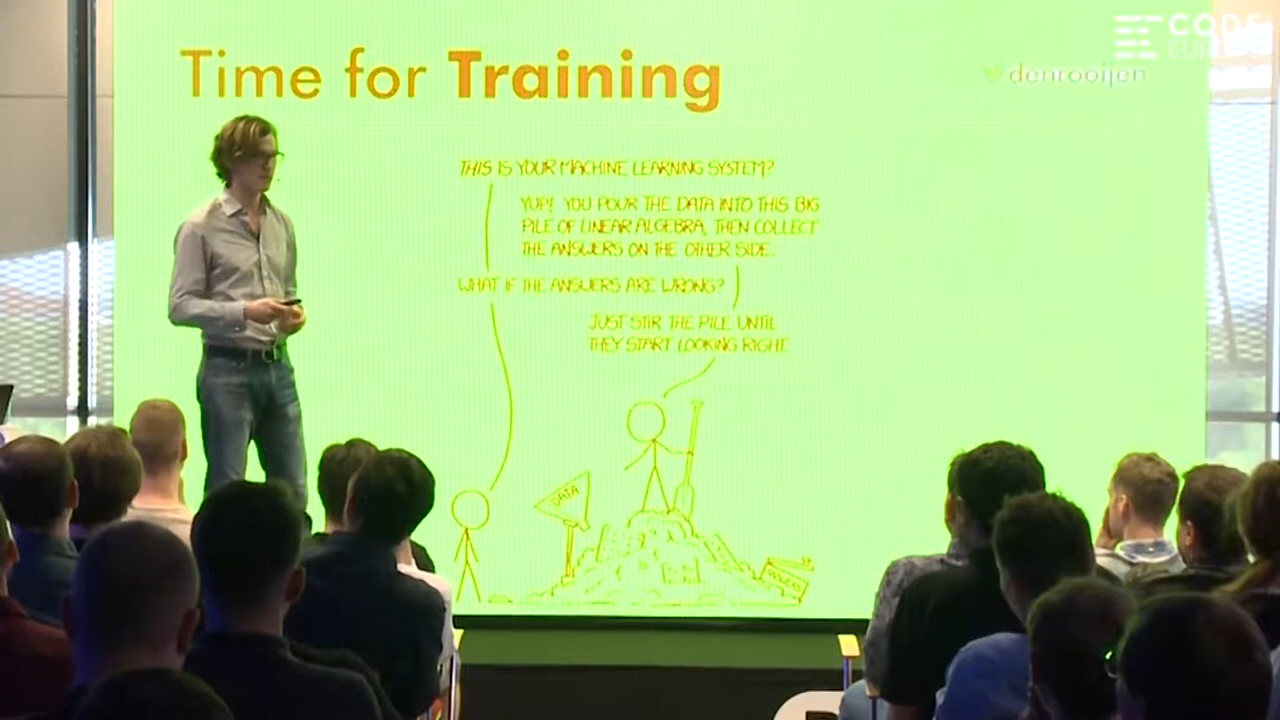 CODE
EUROPE
Time for Training
denrooijen
THIS IS YOUR MACHINE LEARNING SYSTEM?
YUP! YOU POUR THE DATA INTO THIS BIG
PILE OF LINEAR ALGEBRA, THEN COLLECT
THE ANSWERS ON THE OTHER SIDE.
WHAT IF THE ANSWERS ARE WRONG?
JUST STIR THE PILE UNTIL
THEY START LOOKING RIGHT.
DATA